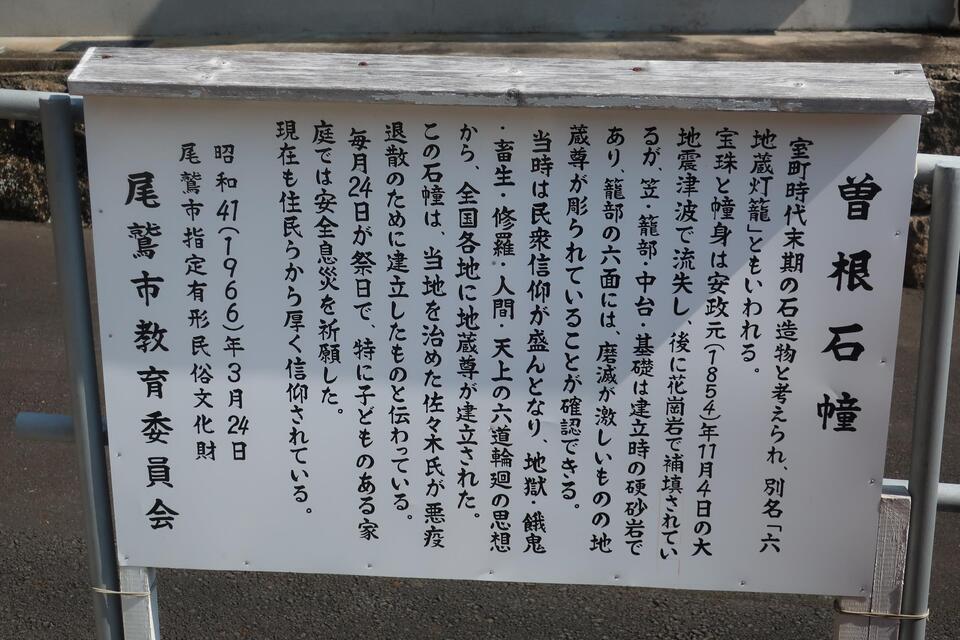 曽根石幢
室町時代末期の石造物と考えられ、別名「六
地蔵灯籠」ともいわれる。
宝珠と幢身は安政元(1854)年11月4日の大
地震津波で流失し、後に花崗岩で補填されてい
るが、笠・籠部・中台・基礎は建立時の硬砂岩で
あり、籠部の六面には、磨滅が激しいものの地
蔵尊が彫られていることが確認できる。
当時は民衆信仰が盛んとなり、地獄・餓鬼
・畜生・修羅・人間・天上の六道輪廻の思想
から、全国各地に地蔵尊が建立された。
この石幢は、当地を治めた佐々木氏が悪疫
退散のために建立したものと伝わっている。
毎月24日が祭日で、特に子どものある家
庭では安全息災を祈願した。
現在も住民らから厚く信仰されている。
昭和41(1966)年3月24日
尾鷲市指定有形民俗文化財
尾鷲市教育委員会